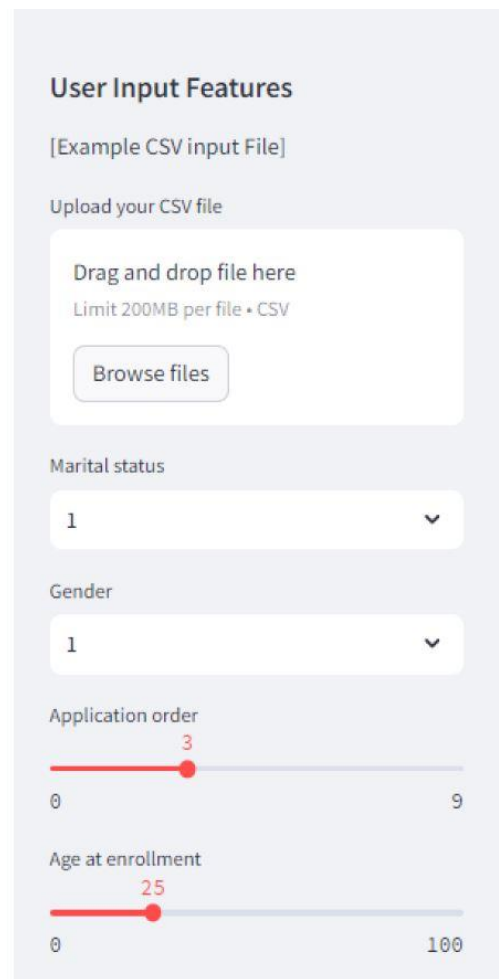 User Input Features
[Example CSV input File]
Upload your CSV file
Drag and drop file here
Limit 200MB per file • CSV
Browse files
Marital status
1
Gender
1
Application order
3
0 9
Age at enrollment
25
0 100